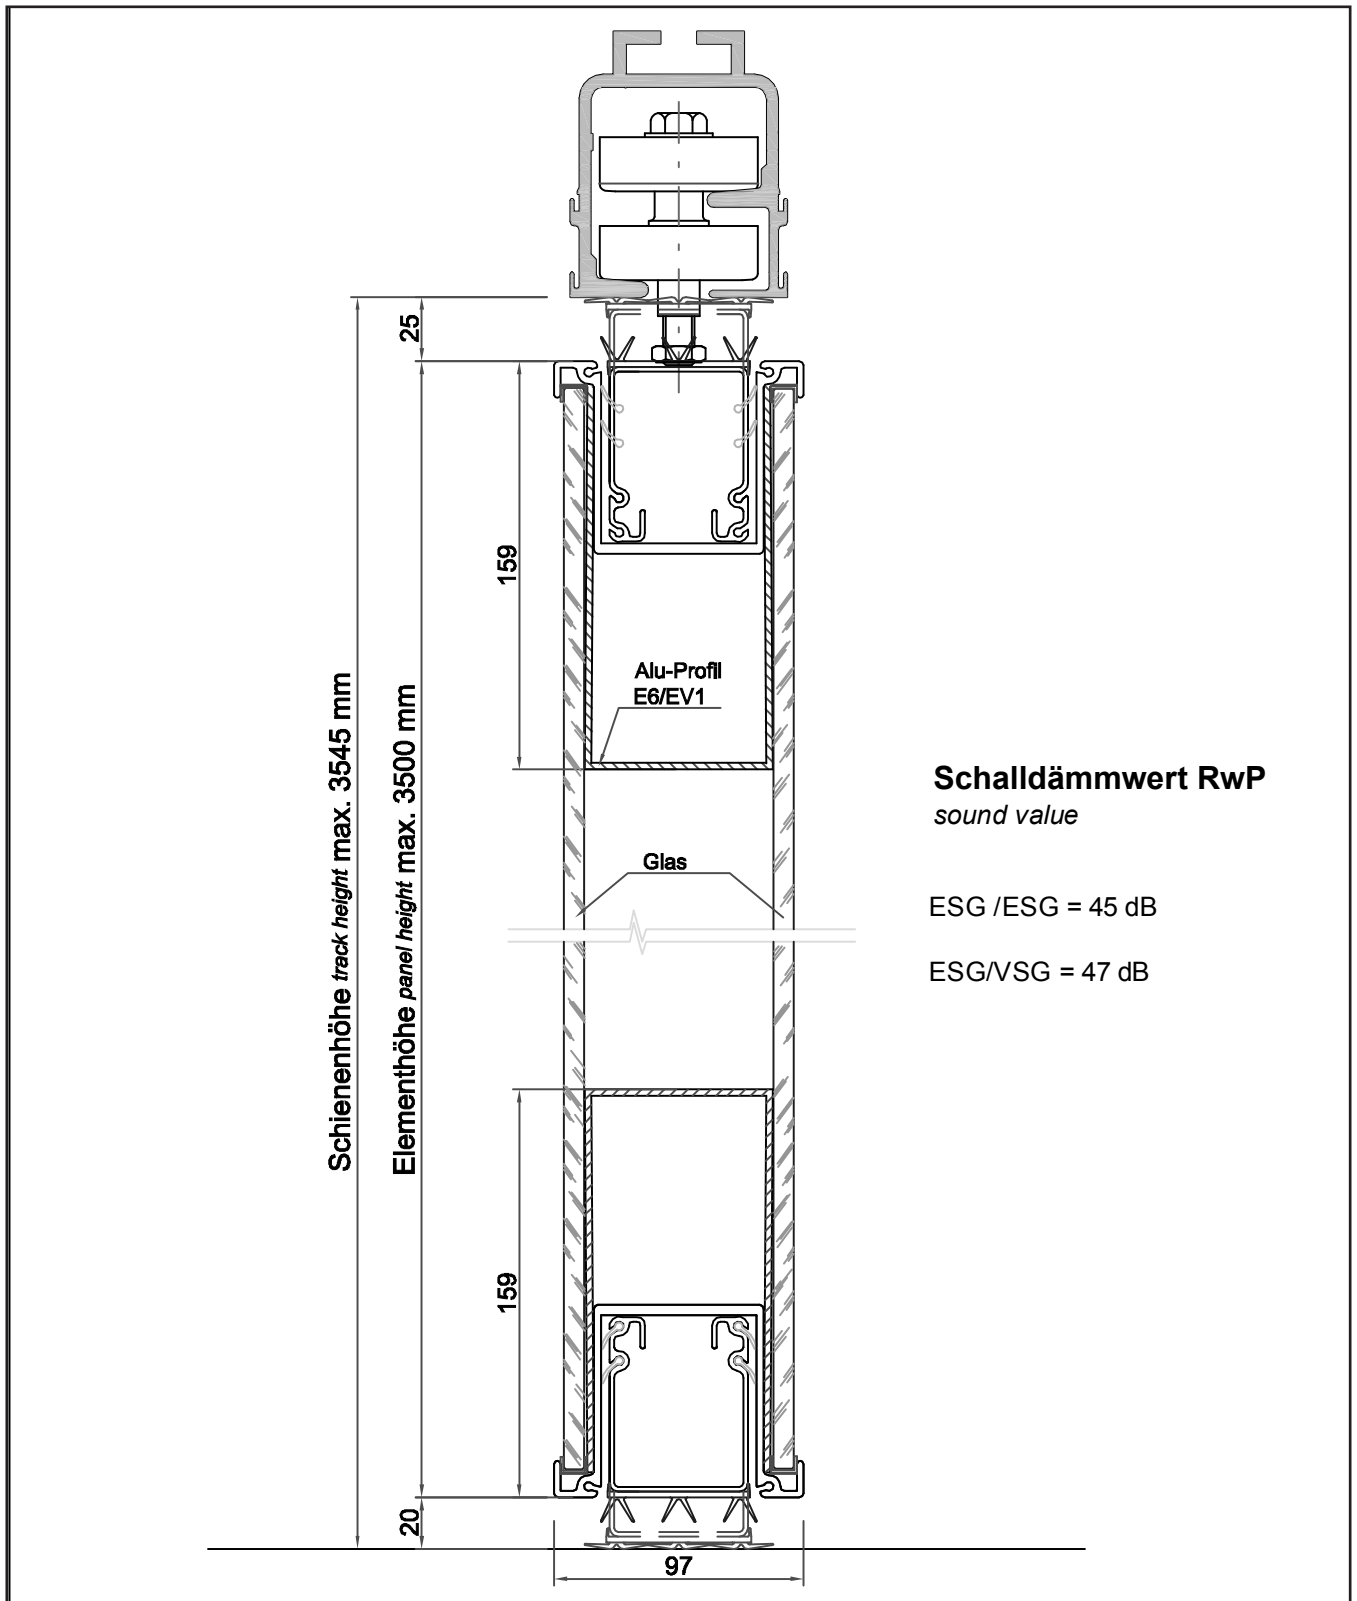 25
159
Alu-Profil
E6/EV1
Schienenhöhe track height max. 3545 mm
Elementhöhe panel height max. 3500 mm
Schalldämmwert RwP
sound value
Glas
ESG /ESG = 45 dB
ESG/VSG = 47 dB
159
20
97